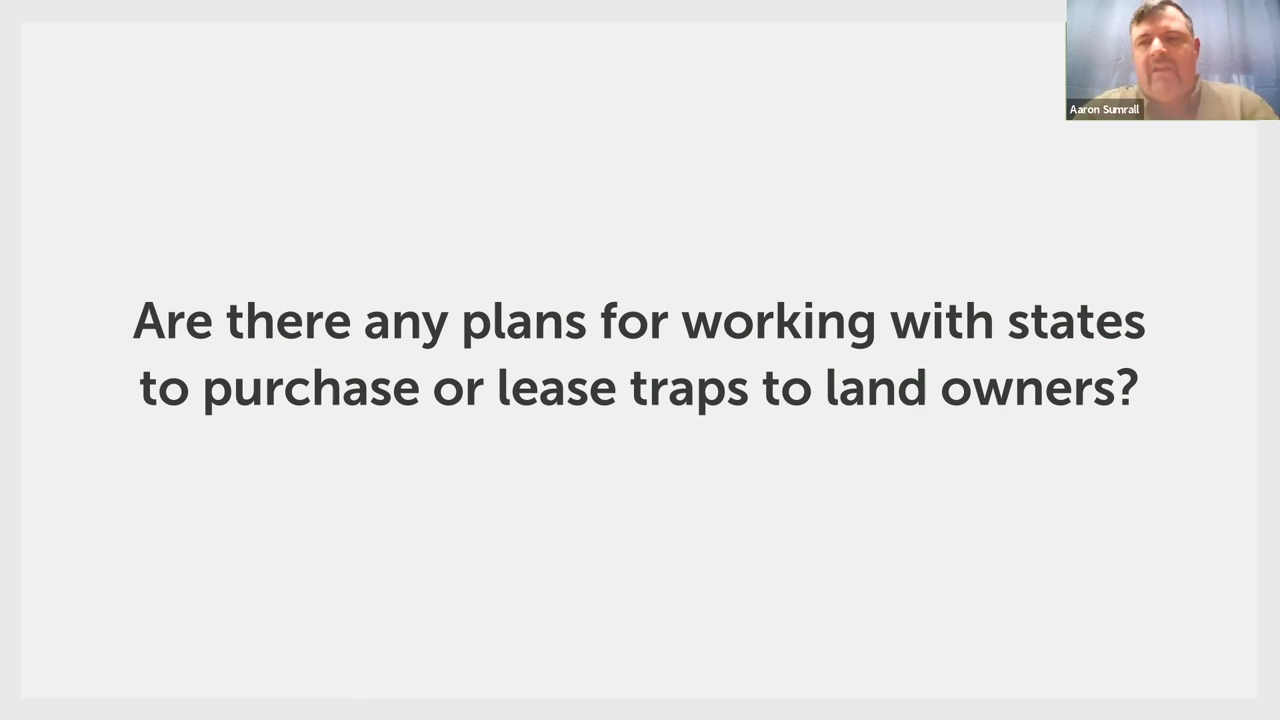 Aaron Sumrall
Are there any plans for working with states
to purchase or lease traps to land owners?